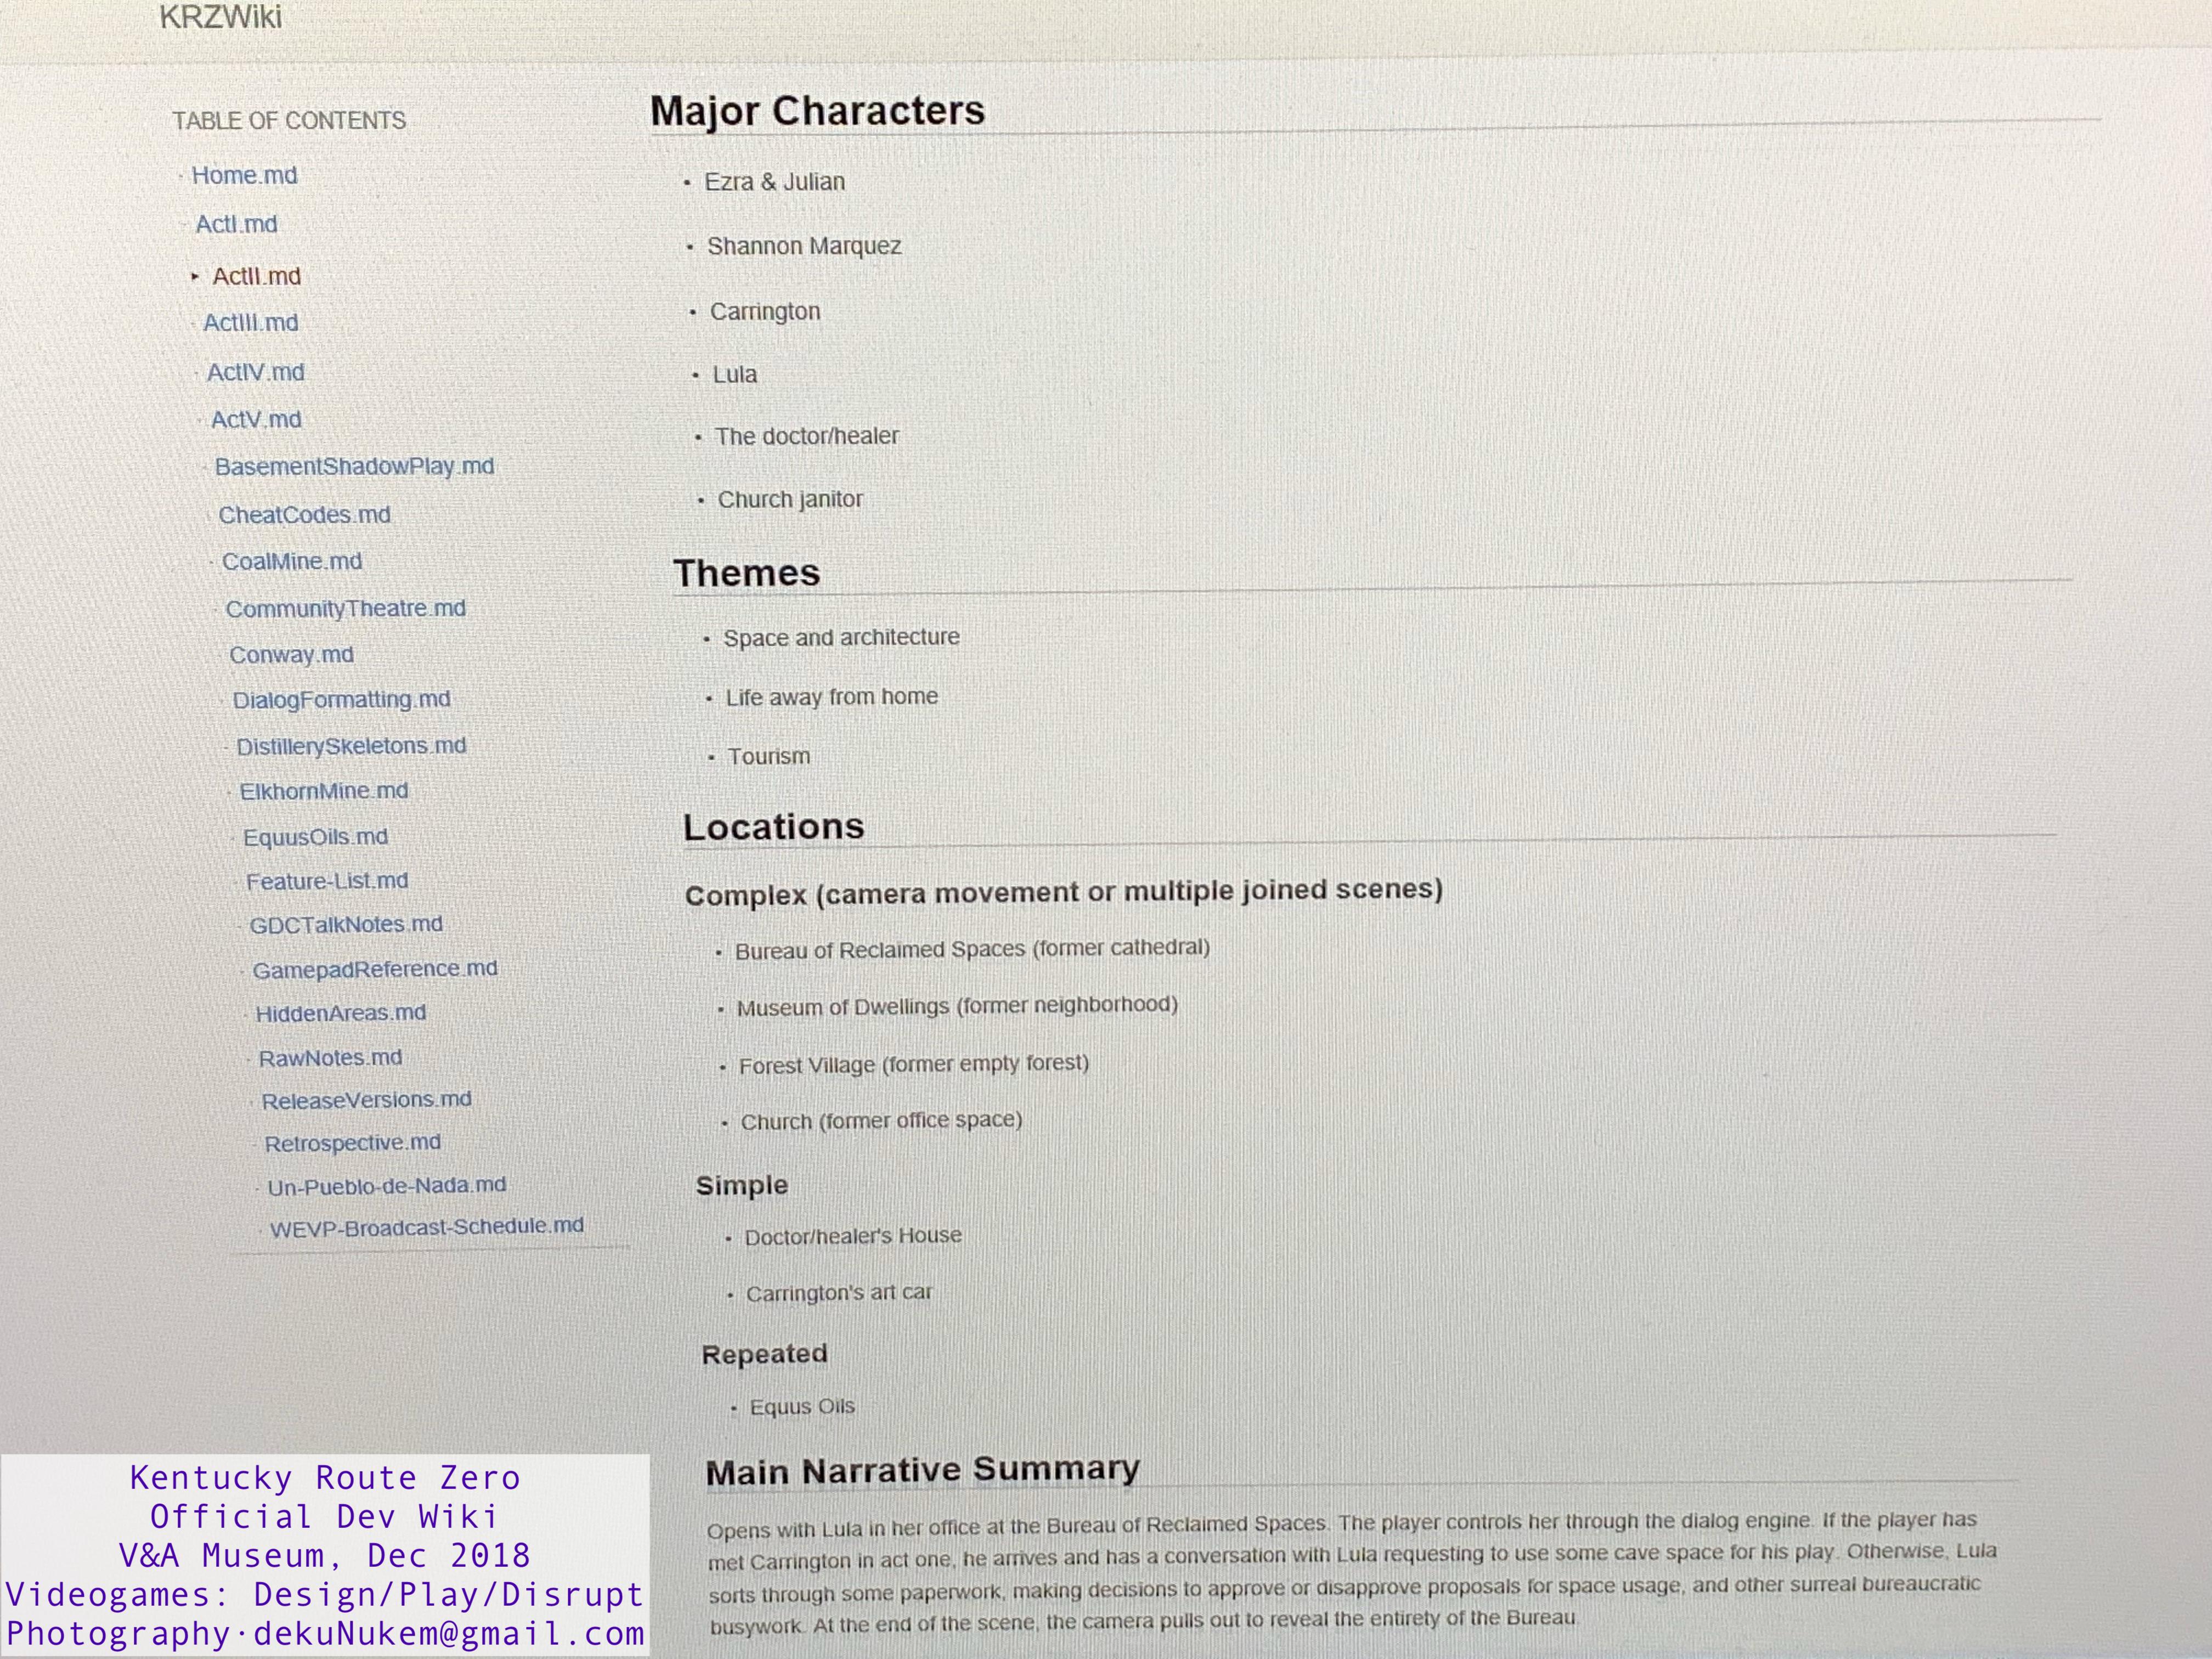 KRZWiki
TABLE OF CONTENTS
Home.md
ActI.md
ActII.md
ActIII.md
ActIV.md
ActV.md
BasementShadowPlay.md
CheatCodes.md
CoalMine.md
CommunityTheatre.md
Conway.md
DialogFormatting.md
DistillerySkeletons.md
ElkhornMine.md
EquusOils.md
Feature-List.md
GDCTalkNotes.md
GamepadReference.md
HiddenAreas.md
RawNotes.md
ReleaseVersions.md
Retrospective.md
Un-Pueblo-de-Nada.md
WEVP-Broadcast-Schedule.md
Major Characters
Ezra & Julian
Shannon Marquez
Carrington
Lula
The doctor/healer
Church janitor
Themes
Space and architecture
Life away from home
Tourism
Locations
Complex (camera movement or multiple joined scenes)
Bureau of Reclaimed Spaces (former cathedral)
Museum of Dwellings (former neighborhood)
Forest Village (former empty forest)
Church (former office space)
Simple
Doctor/healer's House
Carrington's art car
Repeated
Equus Oils
Main Narrative Summary
Opens with Lula in her office at the Bureau of Reclaimed Spaces. The player controls her through the dialog engine. If the player has
met Carrington in act one, he arrives and has a conversation with Lula requesting to use some cave space for his play. Otherwise, Lula
sorts through some paperwork, making decisions to approve or disapprove proposals for space usage, and other surreal bureaucratic
busywork. At the end of the scene, the camera pulls out to reveal the entirety of the Bureau.
Kentucky Route Zero
Official Dev Wiki
V&A Museum, Dec 2018
Videogames: Design/Play/Disrupt
Photography·dekuNukem@gmail.com